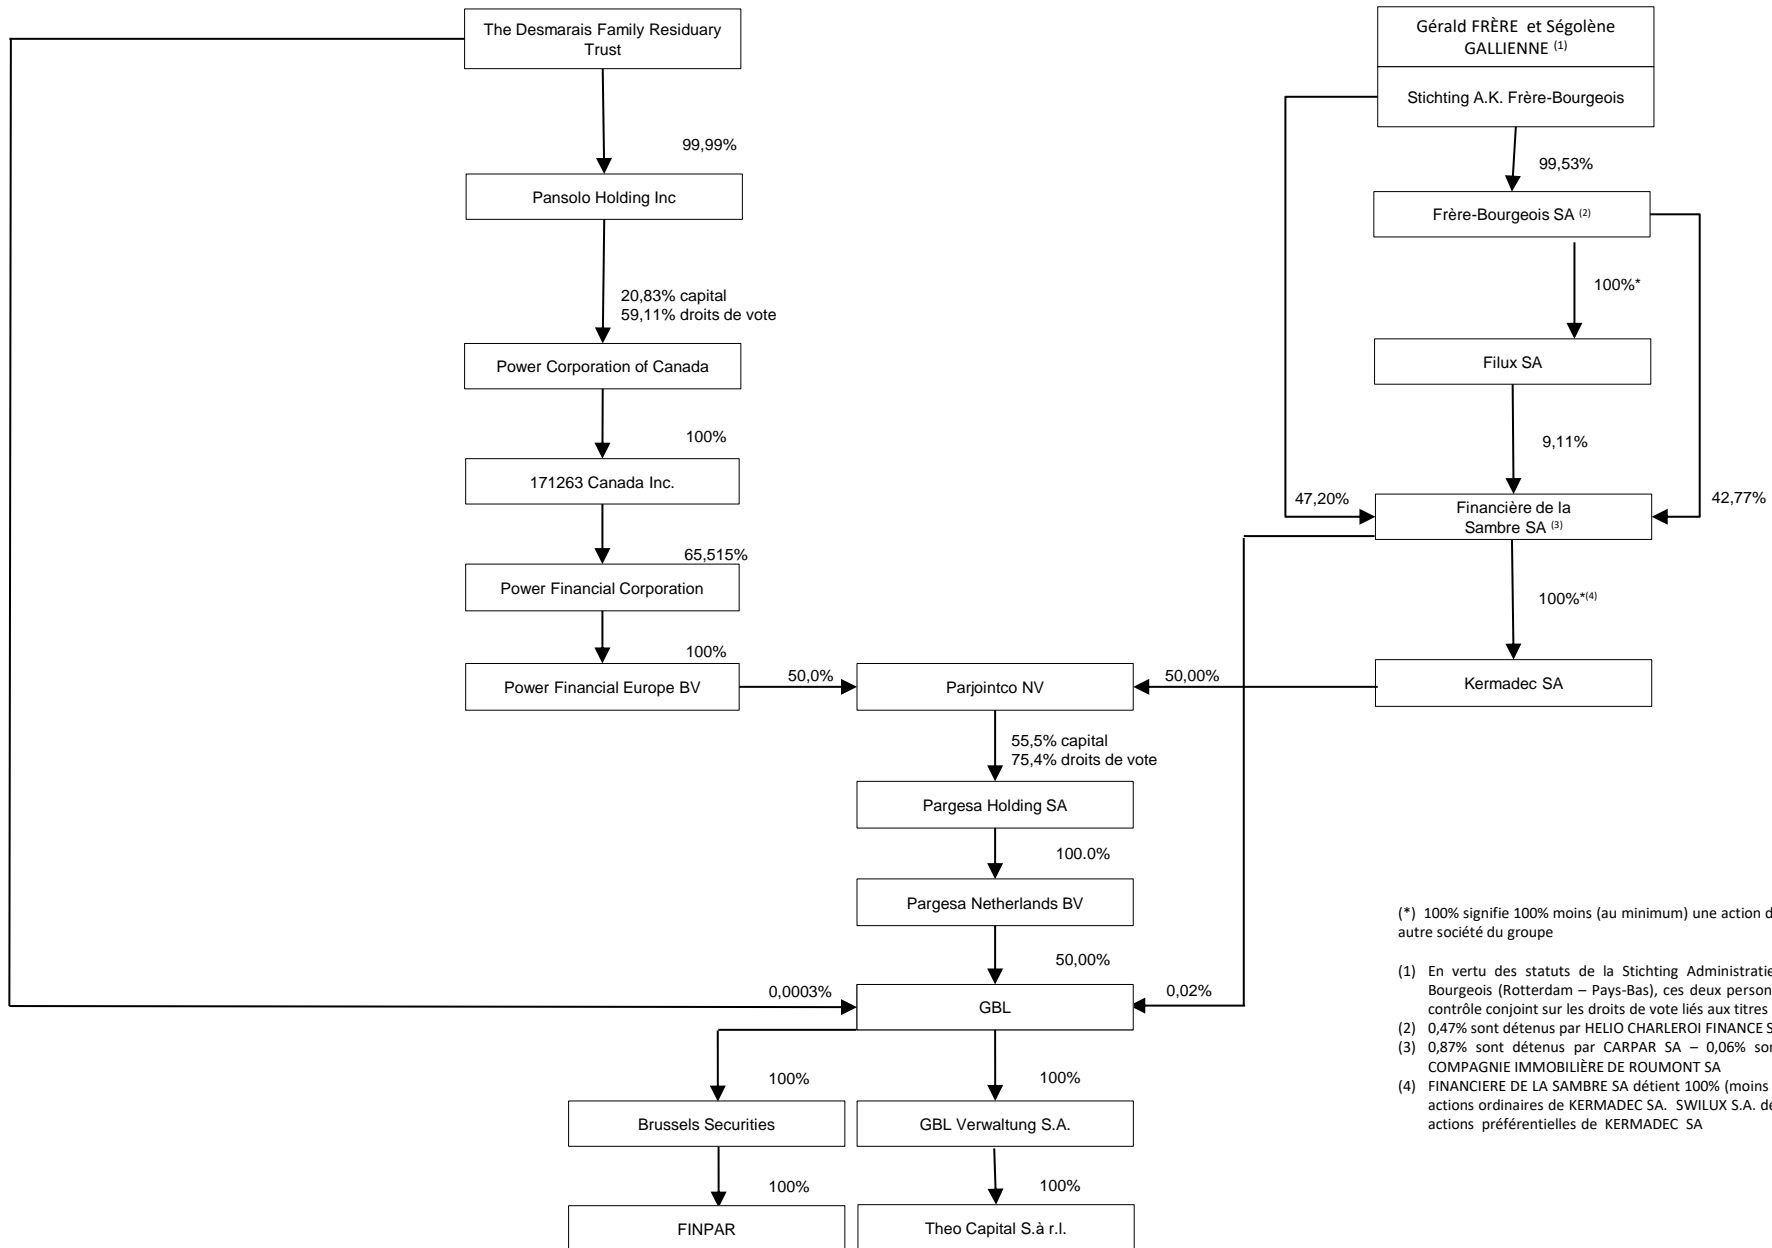 The Desmarais Family Residuary
Trust
Gérald FRÈRE et Ségolène
GALLIENNE (1)
Stichting A.K. Frère-Bourgeois
99,99%
99,53%
Pansolo Holding Inc
Frère-Bourgeois SA (2)
100%*
20,83% capital
59,11% droits de vote
Power Corporation of Canada
Filux SA
100%
9,11%
171263 Canada Inc.
47,20%
Financière de la
Sambre SA (3)
42,77%
65,515%
Power Financial Corporation
100%*(4)
100%
Power Financial Europe BV
50,0%
Parjointco NV
50,00%
Kermadec SA
55,5% capital
75,4% droits de vote
Pargesa Holding SA
100.0%
Pargesa Netherlands BV
50,00%
0,0003%
GBL
0,02%
100%
100%
Brussels Securities
GBL Verwaltung S.A.
100%
100%
FINPAR
Theo Capital S.à r.l.
(*) 100% signifie 100% moins (au minimum) une action d
autre société du groupe
(1) En vertu des statuts de la Stichting Administratie
Bourgeois (Rotterdam – Pays-Bas), ces deux person
contrôle conjoint sur les droits de vote liés aux titres
(2) 0,47% sont détenus par HELIO CHARLEROI FINANCE S
(3) 0,87% sont détenus par CARPAR SA – 0,06% son
COMPAGNIE IMMOBILIÈRE DE ROUMONT SA
(4) FINANCIERE DE LA SAMBRE SA détient 100% (moins
actions ordinaires de KERMADEC SA. SWILUX S.A. dé
actions préférentielles de KERMADEC SA